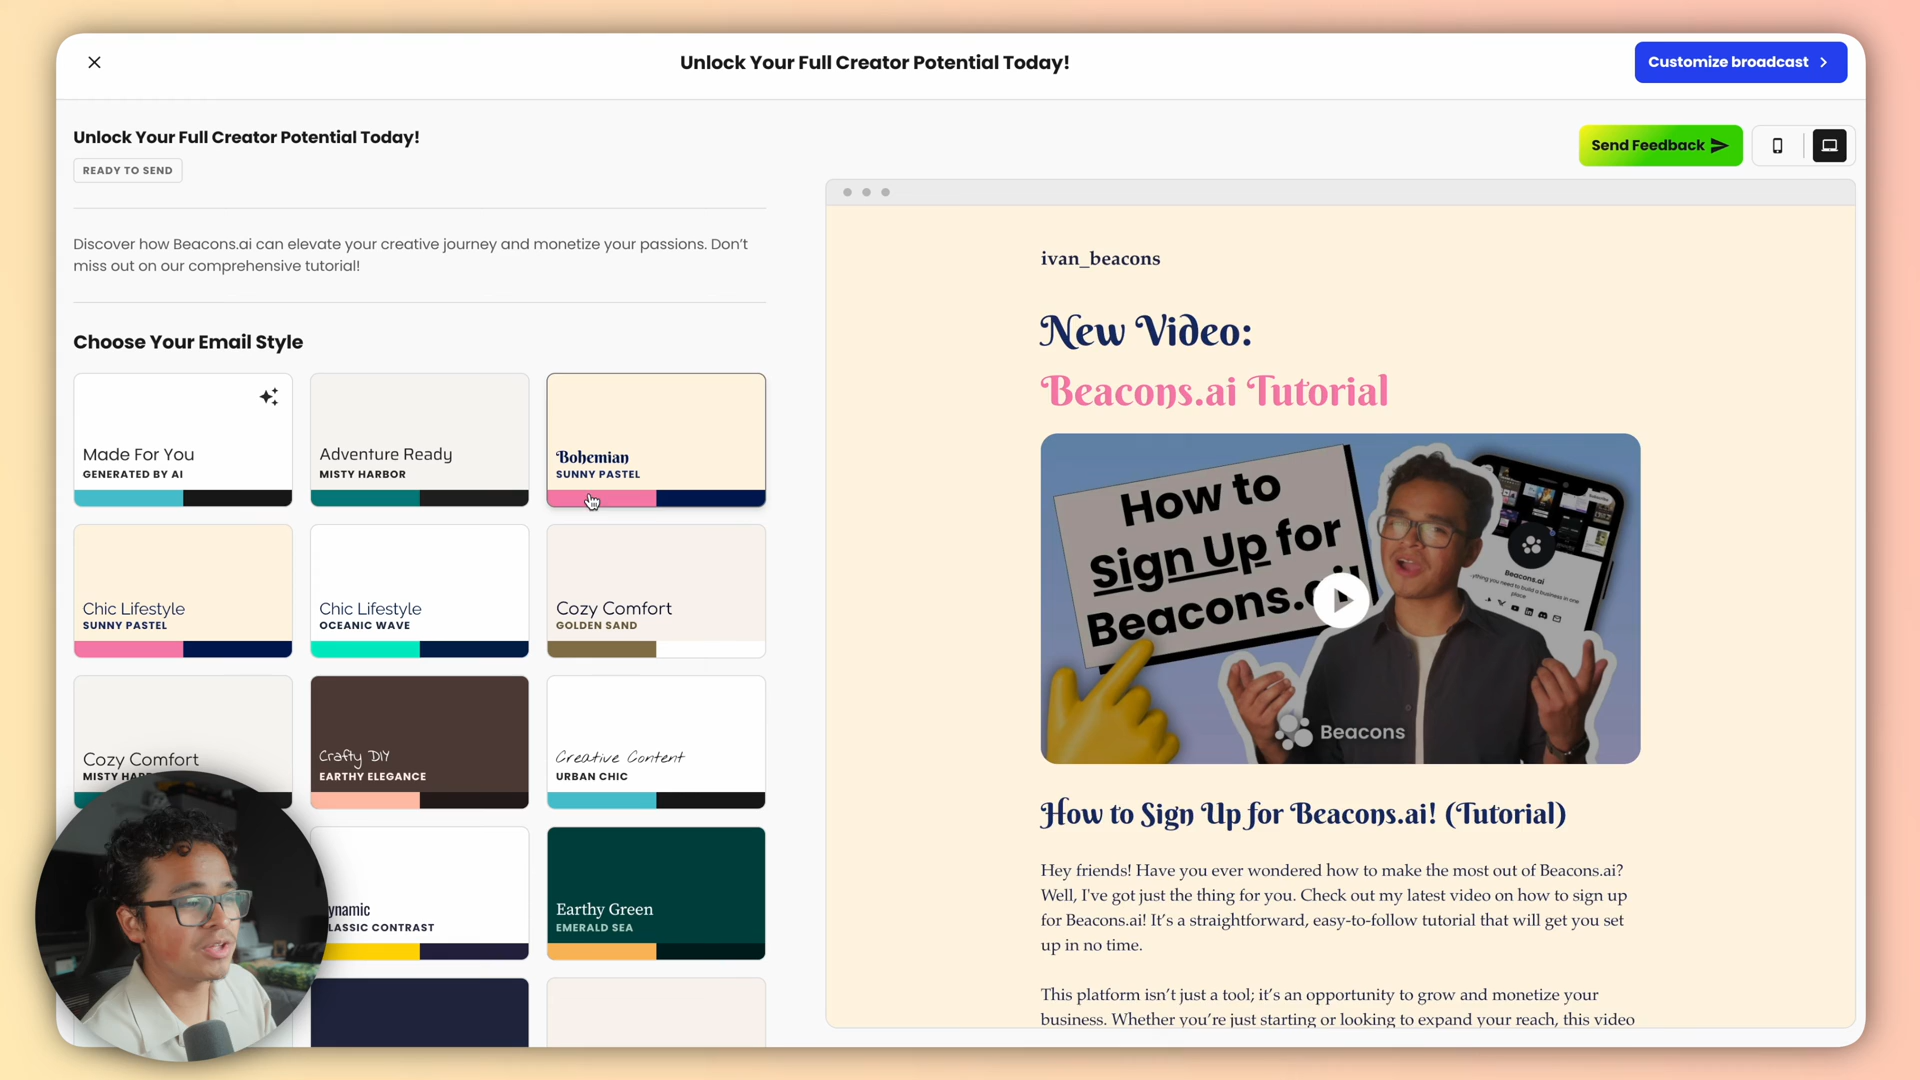 Unlock Your Full Creator Potential Today!
Customize broadcast
Unlock Your Full Creator Potential Today!
READY TO SEND
Discover how Beacons.ai can elevate your creative journey and monetize your passions. Don't
miss out on our comprehensive tutorial!
Choose Your Email Style
Made For You
GENERATED BY AI
Adventure Ready
MISTY HARBOR
Bohemian
SUNNY PASTEL
Chic Lifestyle
SUNNY PASTEL
Chic Lifestyle
OCEANIC WAVE
Cozy Comfort
GOLDEN SAND
Cozy Comfort
MISTY HAR
Crafty DIY
EARTHY ELEGANCE
Creative Content
URBAN CHIC
ynamic
LASSIC CONTRAST
Earthy Green
EMERALD SEA
Send Feedback
ivan_beacons
New Video:
Beacons.ai Tutorial
How to
Sign Up for
Beacons.ai!
Beacons.ai
Beacons
How to Sign Up for Beacons.ai! (Tutorial)
Hey friends! Have you ever wondered how to make the most out of Beacons.ai?
Well, I've got just the thing for you. Check out my latest video on how to sign up
for Beacons.ai! It's a straightforward, easy-to-follow tutorial that will get you set
up in no time.
This platform isn't just a tool; it's an opportunity to grow and monetize your
business. Whether you're just starting or looking to expand your reach, this video